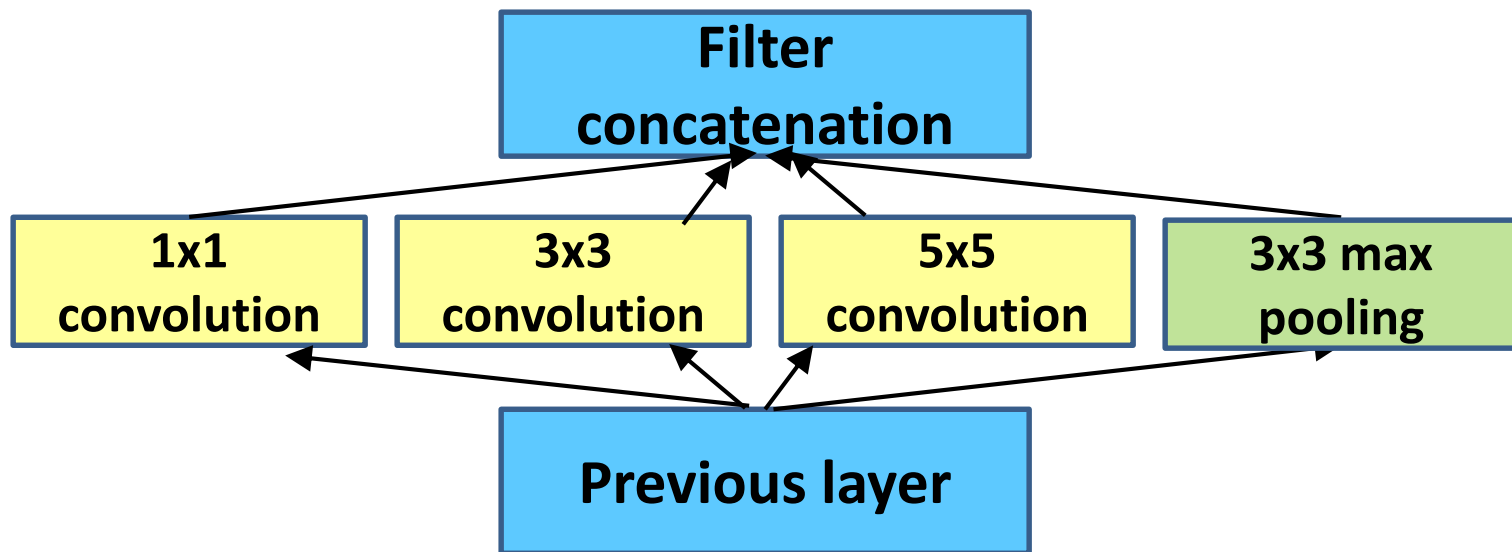 Filter
concatenation
1x1
convolution
3x3
convolution
5x5
convolution
3x3 max
pooling
Previous layer